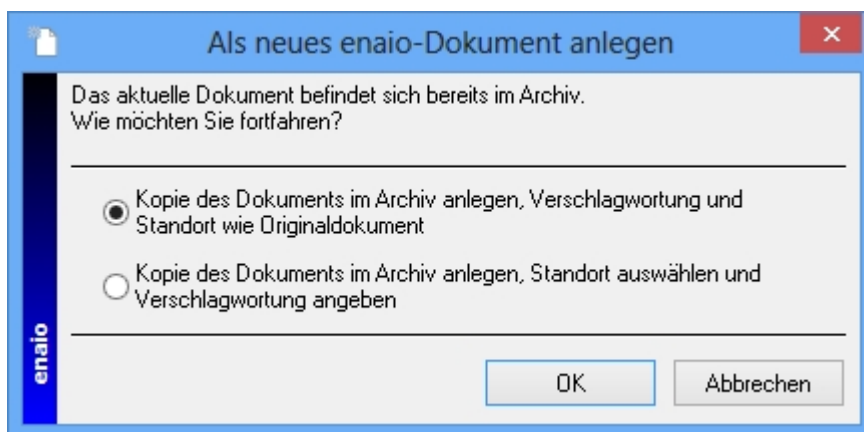 Als neues enaio-Dokument anlegen
Das aktuelle Dokument befindet sich bereits im Archiv.
Wie möchten Sie fortfahren?
Kopie des Dokuments im Archiv anlegen, Verschlagwortung und
Standort wie Originaldokument
Kopie des Dokuments im Archiv anlegen, Standort auswählen und
Verschlagwortung angeben
enaio
OK
Abbrechen